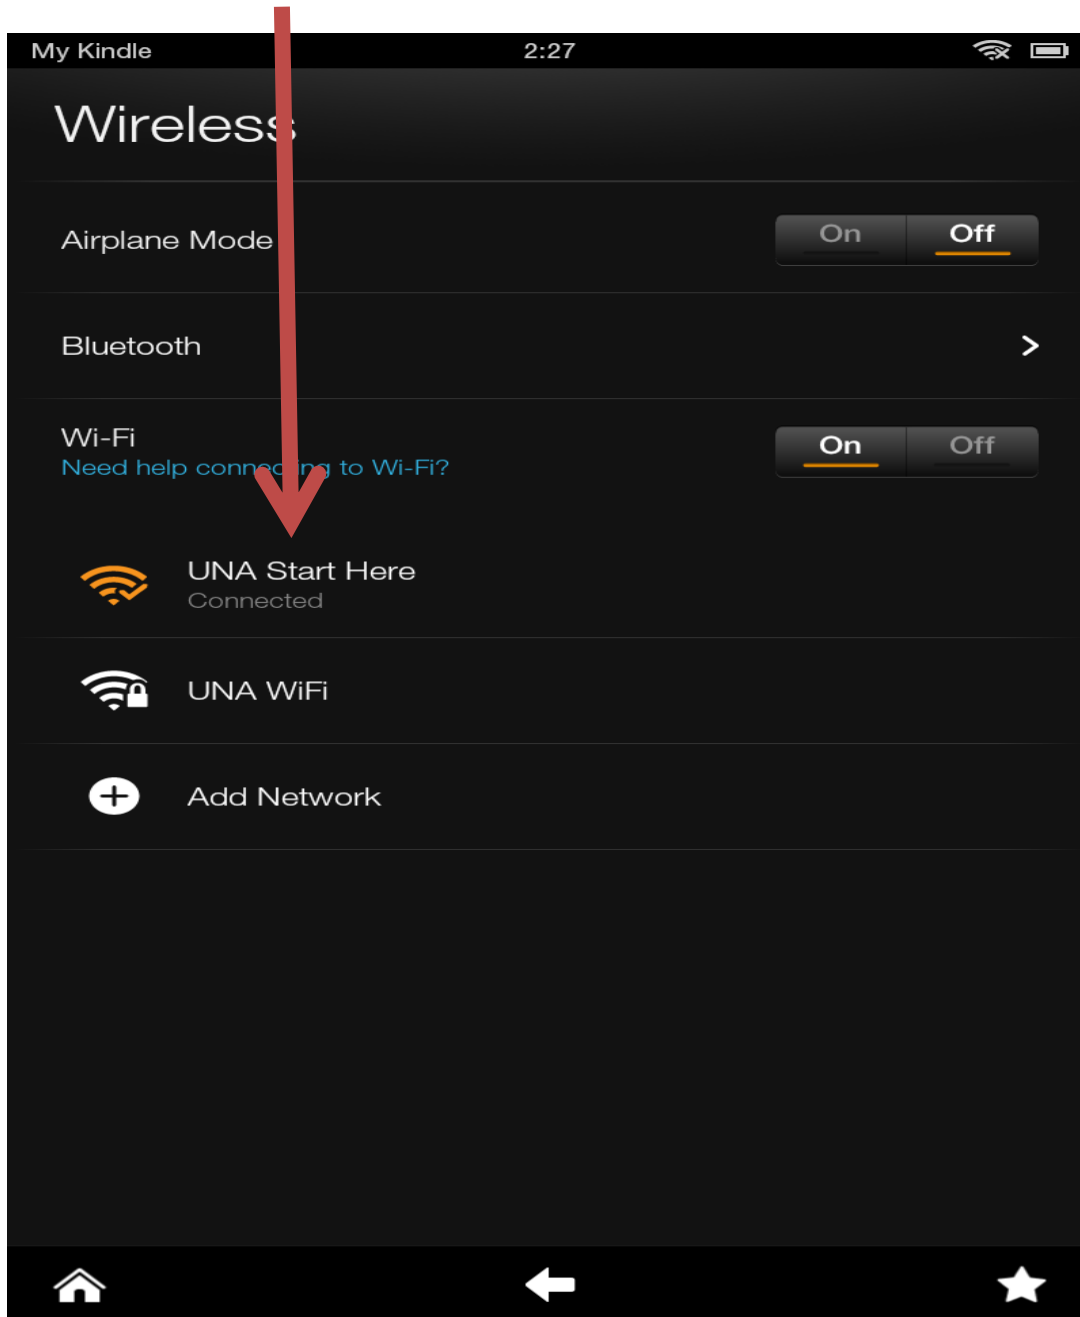 My Kindle 2:27
Wireless
Airplane Mode On Off
Bluetooth
Wi-Fi On Off
Need help connecting to Wi-Fi?
UNA Start Here
Connected
UNA WiFi
Add Network